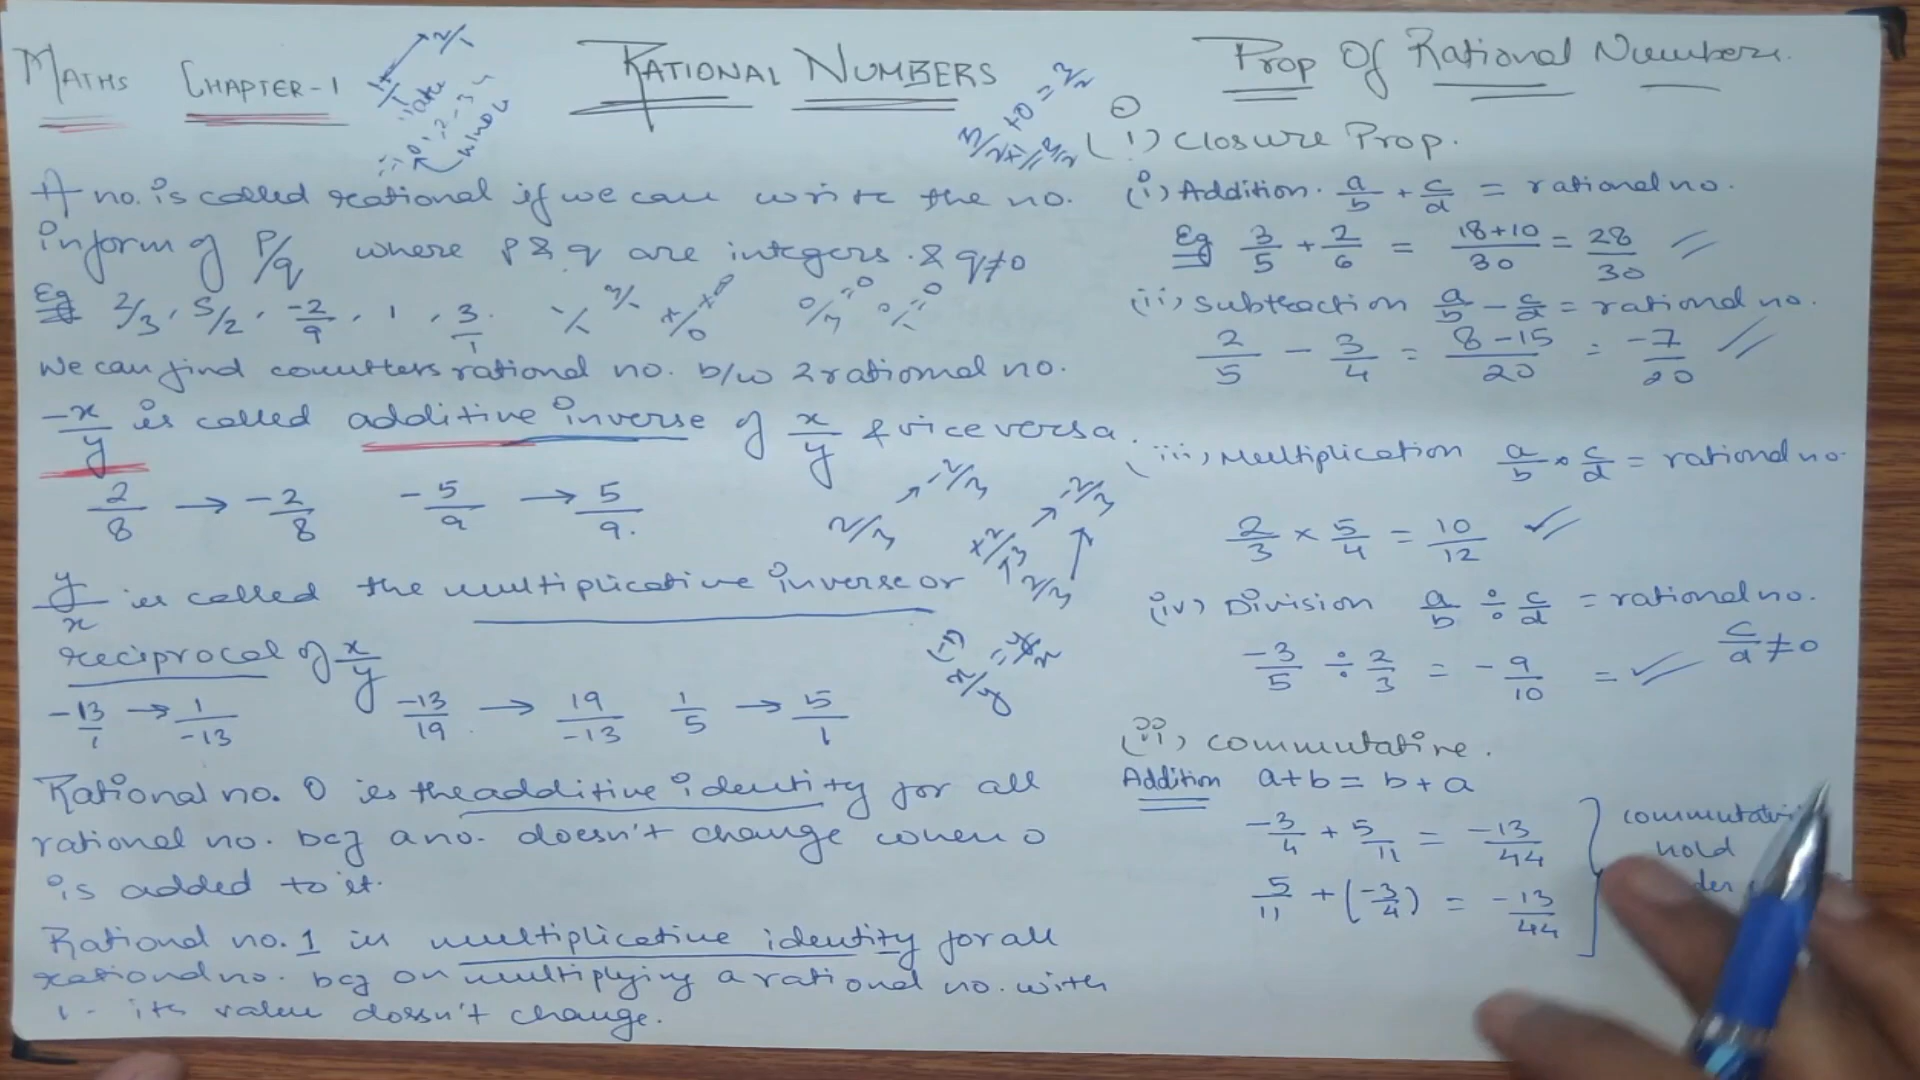 MATHS CHAPTER-1
RATIONAL NUMBERS
A no. is called rational if we can write the no.
in form of P/q where p & q are integers. & q≠0
Eg 2/3, 5/2, -2/9, 1, 3/1.
We can find countless rational no. b/w 2 rational no.
-x/y is called additive inverse of x/y & vice versa.
2/8 → -2/8 -5/9 → 5/9.
y/x is called the multiplicative inverse or
reciprocal of x/y
-13/1 → 1/-13 -13/19 → 19/-13 1/5 → 5/1
Rational no. 0 is the additive identity for all
rational no. bcz a no. doesn't change when 0
is added to it.
Rational no. 1 is multiplicative identity for all
rational no. bcz on multiplying a rational no. with
1 - its value doesn't change.
Prop Of Rational Numbers.
(i) Closure Prop.
(i) Addition. a/b + c/d = rational no.
Eg 3/5 + 2/6 = 18+10/30 = 28/30
(ii) Subtraction a/b - c/d = rational no.
2/5 - 3/4 = 8-15/20 = -7/20
(iii) Multiplication a/b × c/d = rational no.
2/3 × 5/4 = 10/12
(iv) Division a/b ÷ c/d = rational no.
c/d ≠ 0
-3/5 ÷ 2/3 = -9/10 =
(ii) Commutative.
Addition a+b = b+a
-3/4 + 5/11 = -13/44
5/11 + (-3/4) = -13/44
hold